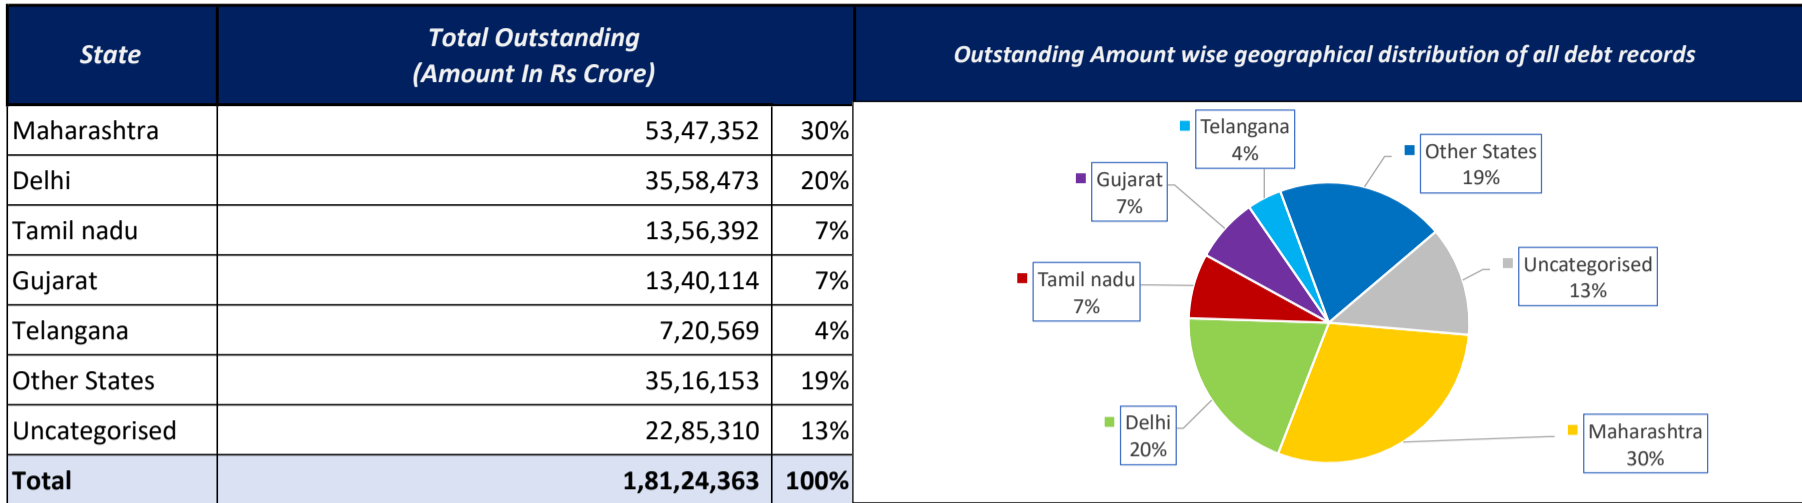 State
Total Outstanding
(Amount In Rs Crore)
Outstanding Amount wise geographical distribution of all debt records
Maharashtra 53,47,352 30%
Delhi 35,58,473 20%
Tamil nadu 13,56,392 7%
Gujarat 13,40,114 7%
Telangana 7,20,569 4%
Other States 35,16,153 19%
Uncategorised 22,85,310 13%
Total 1,81,24,363 100%
Telangana
4%
Other States
19%
Gujarat
7%
Uncategorised
13%
Tamil nadu
7%
Delhi
20%
Maharashtra
30%